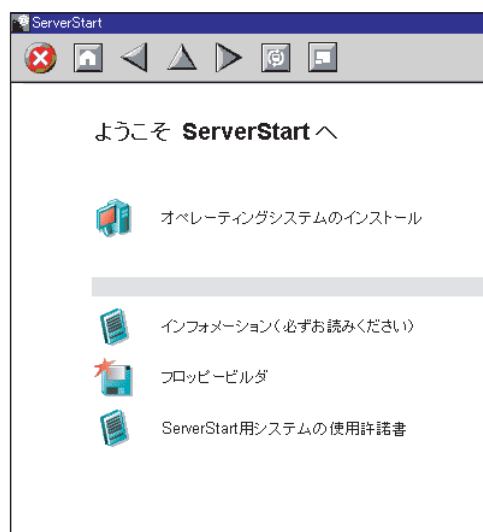 ServerStart
ようこそ ServerStart へ
オペレーティングシステムのインストール
インフォメーション(必ずお読みください)
フロッピービルダ
ServerStart用システムの使用許諾書